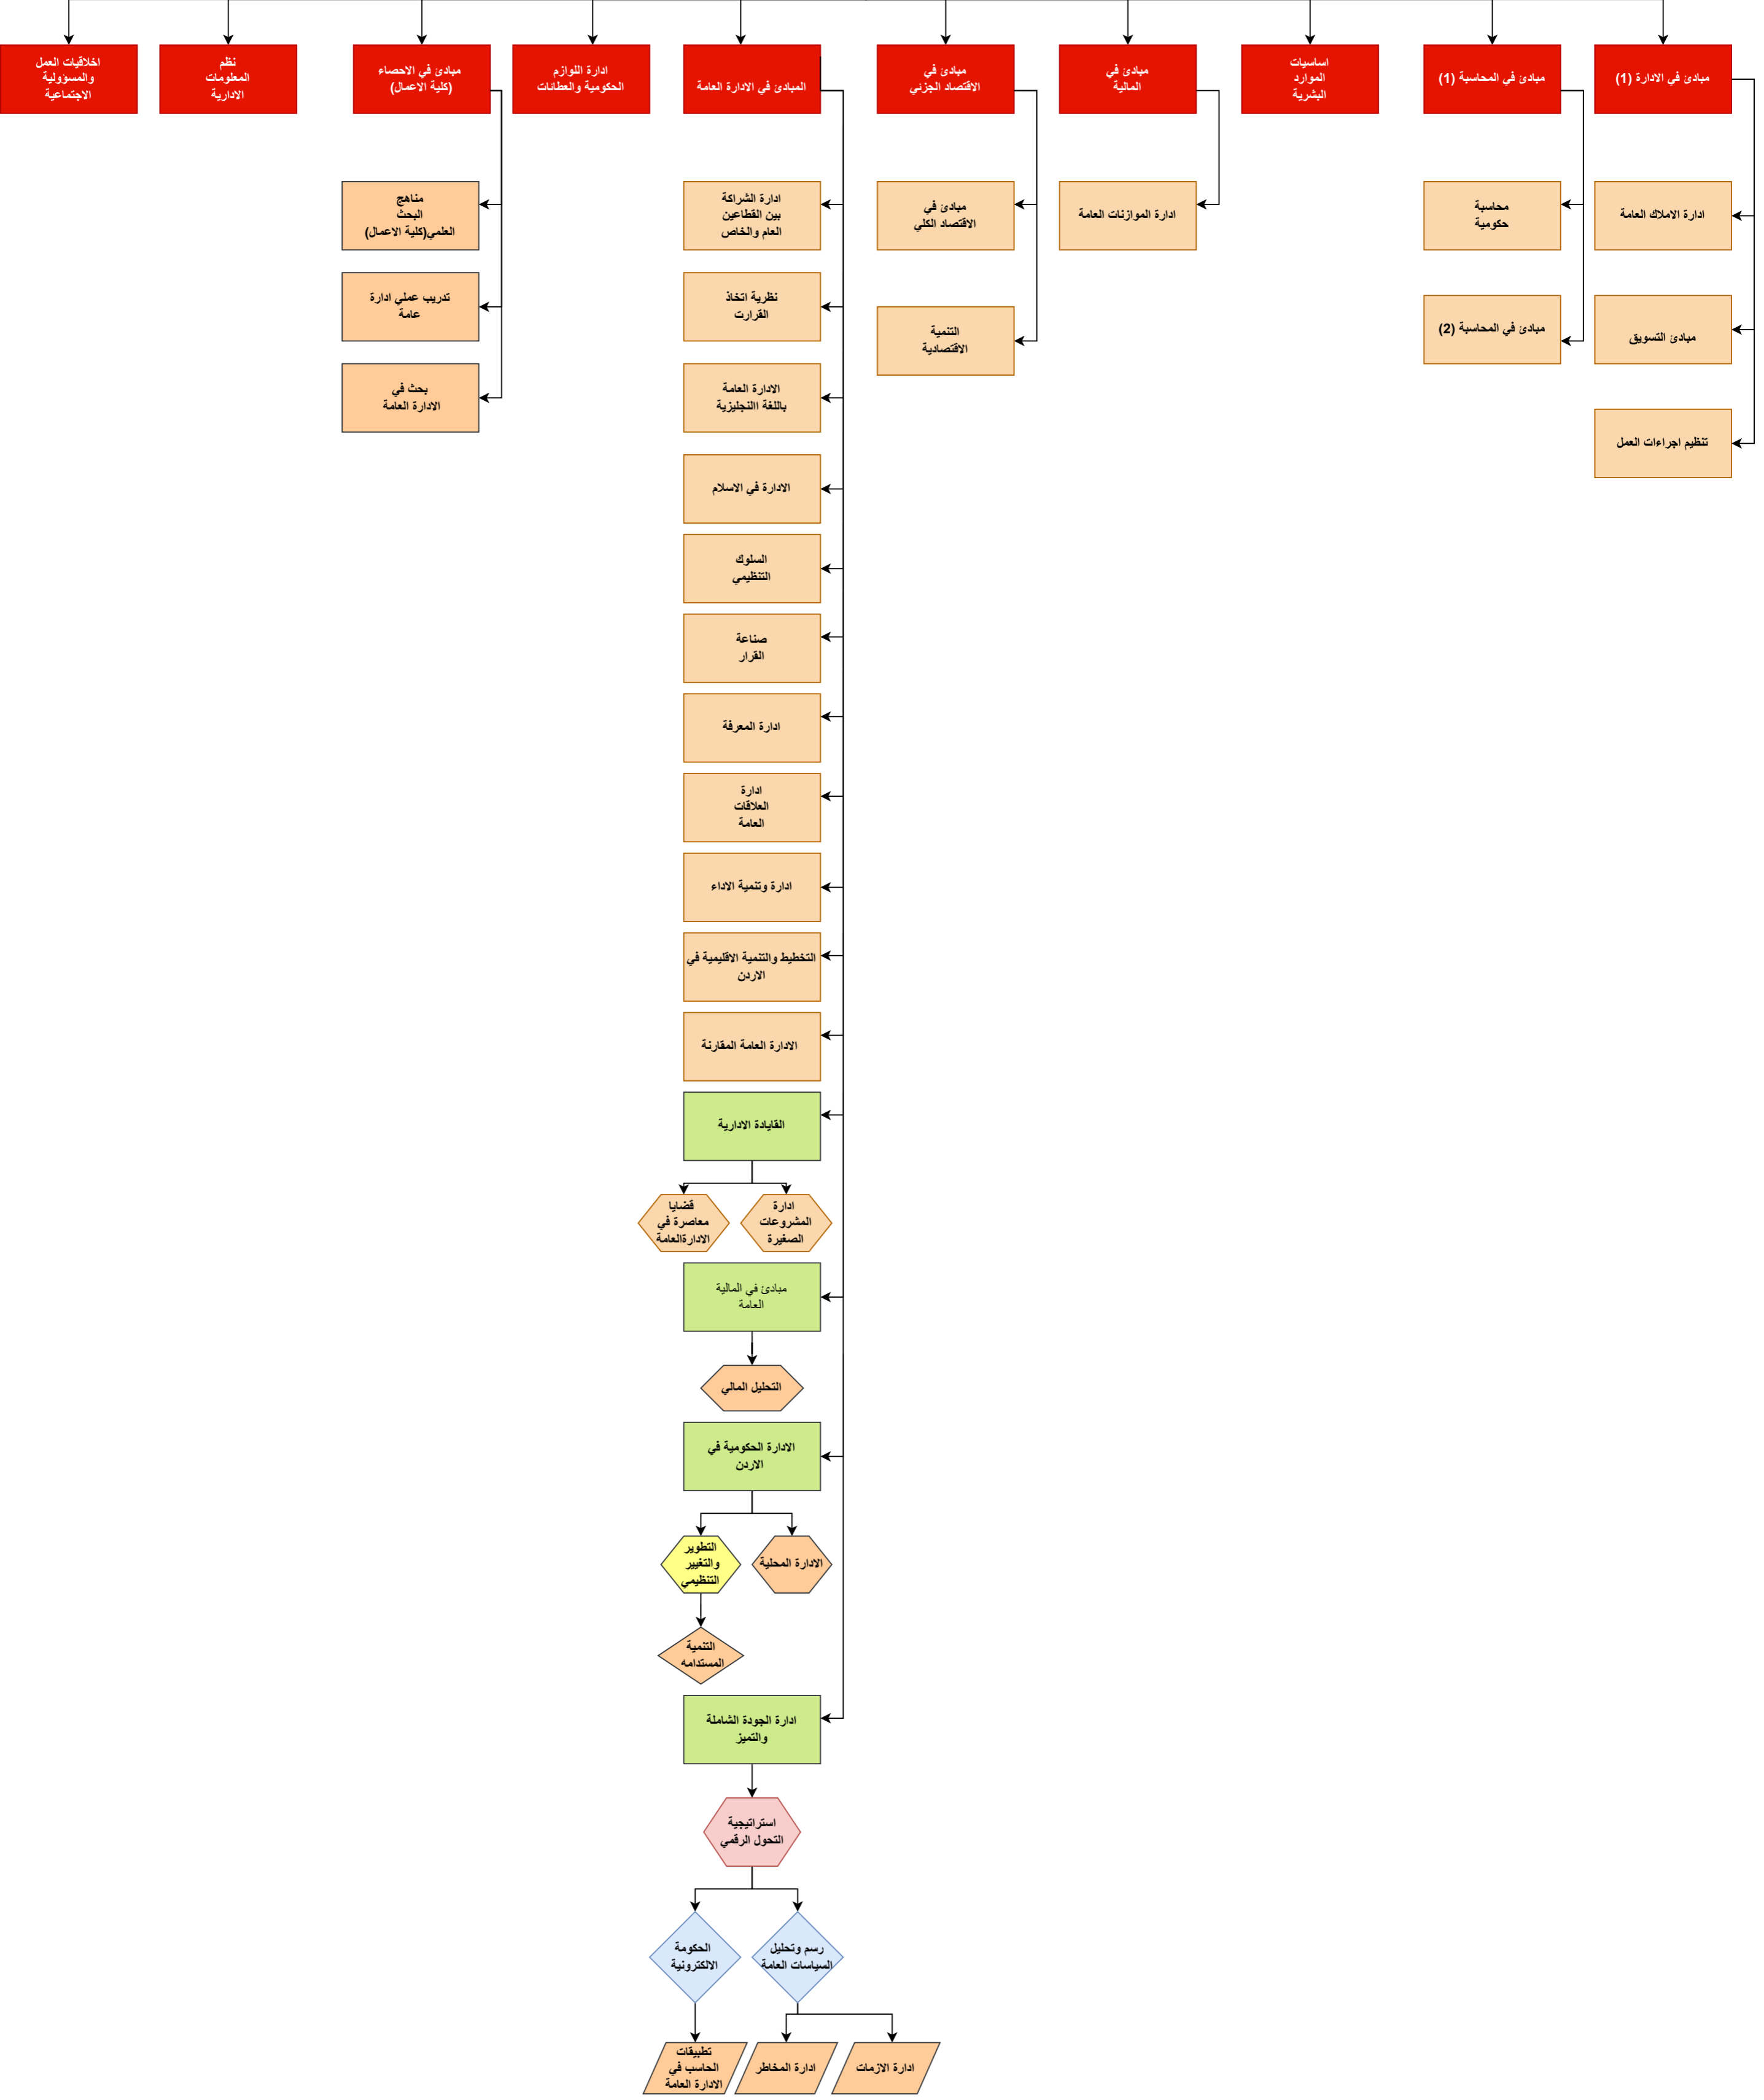 مبادئ في الادارة (1)
مبادئ في المحاسبة (1)
اساسيات
الموارد
البشرية
مبادئ في
المالية
مبادئ في
الاقتصاد الجزئي
المبادئ في الادارة العامة
ادارة اللوازم
الحكومية والعطائات
مبادئ في الاحصاء
(كلية الاعمال)
نظم
المعلومات
الادارية
اخلاقيات العمل
والمسؤولية
الاجتماعية
ادارة الاملاك العامة
مبادئ التسويق
تنظيم اجراءات العمل
محاسبة
حكومية
مبادئ في المحاسبة (2)
ادارة الموازنات العامة
مبادئ في
الاقتصاد الكلي
التنمية
الاقتصادية
ادارة الشراكة
بين القطاعين
العام والخاص
نظرية اتخاذ
القرارت
الادارة العامة
باللغة االنجليزية
الادارة في الاسلام
السلوك
التنظيمي
صناعة
القرار
ادارة المعرفة
ادارة
العلاقات
العامة
ادارة وتنمية الاداء
التخطيط والتنمية الاقليمية في
الاردن
الادارة العامة المقارنة
القايادة الادارية
ادارة
المشروعات
الصغيرة
قضايا
معاصرة في
الادارةالعامة
مبادئ في المالية
العامة
التحليل المالي
الادارة الحكومية في
الاردن
الادارة المحلية
التطوير
والتغيير
التنظيمي
التنمية
المستدامه
ادارة الجودة الشاملة
والتميز
استراتيجية
التحول الرقمي
رسم وتحليل
السياسات العامة
الحكومة
الالكترونية
ادارة الازمات
ادارة المخاطر
تطبيقات
الحاسب في
الادارة العامة
مناهج
البحث
العلمي(كلية الاعمال)
تدريب عملي ادارة
عامة
بحث في
الادارة العامة